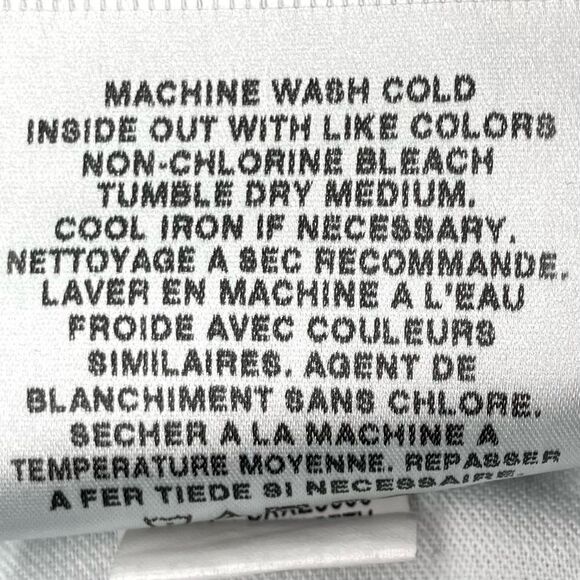 MACHINE WASH COLD
INSIDE OUT WITH LIKE COLORS
NON-CHLORINE BLEACH
TUMBLE DRY MEDIUM.
COOL IRON IF NECESSARY.
NETTOYAGE A SEC RECOMMANDE.
LAVER EN MACHINE A L'EAU
FROIDE AVEC COULEURS
SIMILAIRES. AGENT DE
BLANCHIMENT SANS CHLORE.
SECHER A LA MACHINE A
TEMPERATURE MOYENNE. REPASSER
A FER TIEDE SI NECESSAIRE.